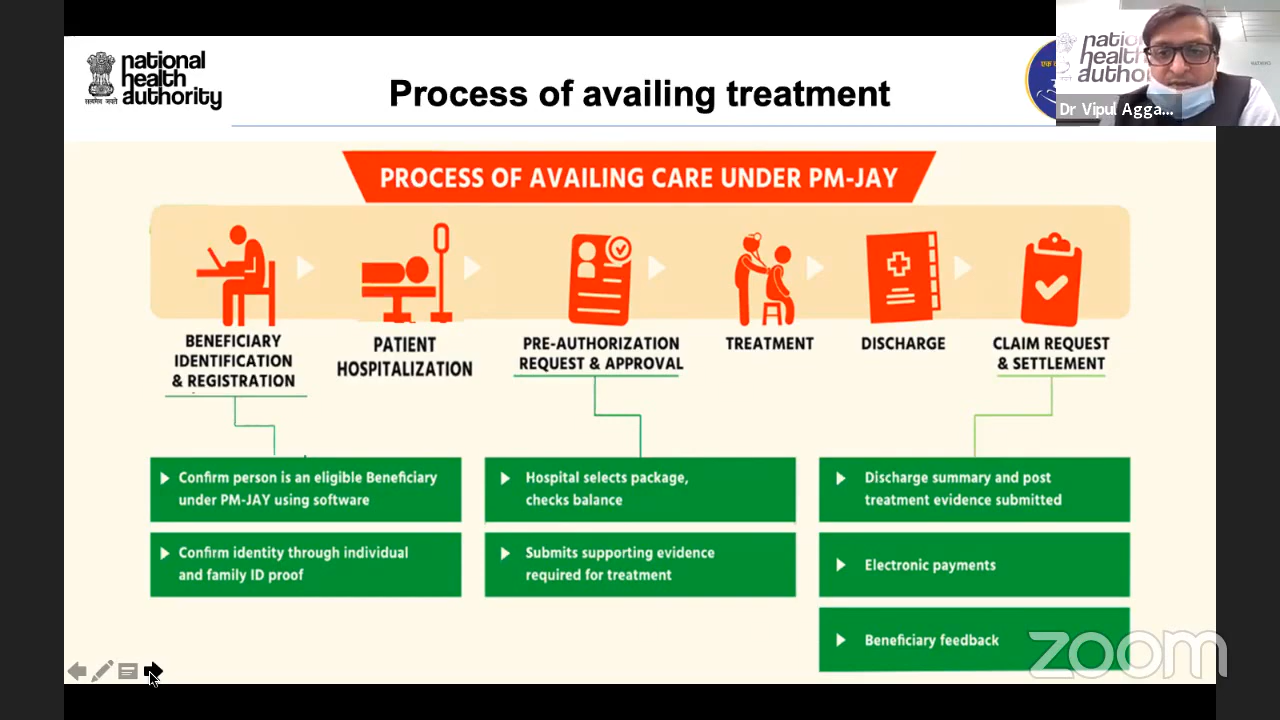 national
health
authority
सत्यमेव जयते
Process of availing treatment
Dr Vipul Agga...
PROCESS OF AVAILING CARE UNDER PM-JAY
BENEFICIARY
IDENTIFICATION
& REGISTRATION
PATIENT
HOSPITALIZATION
PRE-AUTHORIZATION
REQUEST & APPROVAL
TREATMENT
DISCHARGE
CLAIM REQUEST
& SETTLEMENT
Confirm person is an eligible Beneficiary
under PM-JAY using software
Confirm identity through individual
and family ID proof
Hospital selects package,
checks balance
Submits supporting evidence
required for treatment
Discharge summary and post
treatment evidence submitted
Electronic payments
Beneficiary feedback
zoom